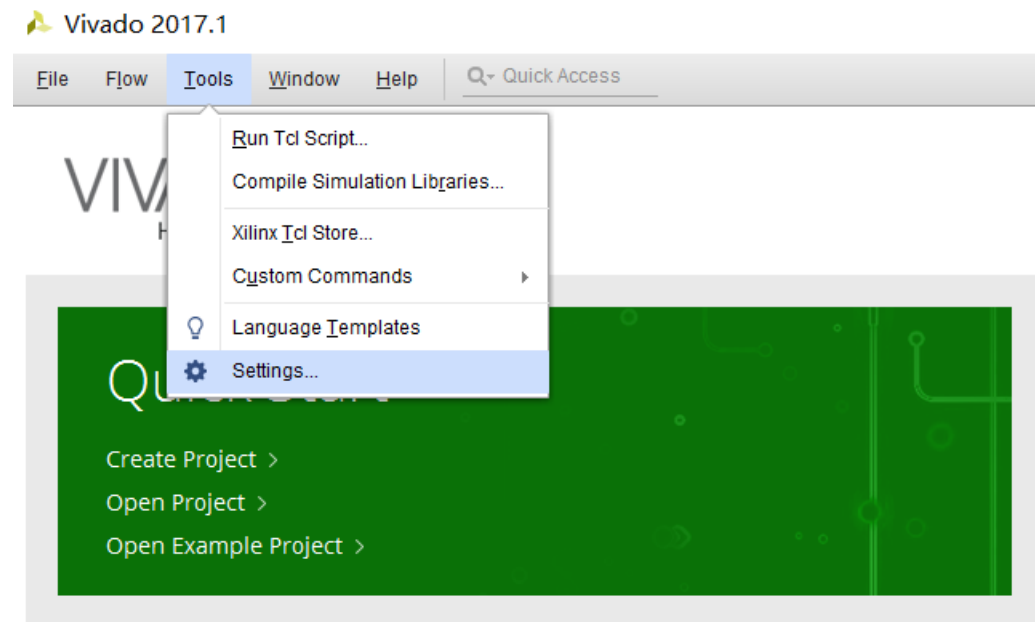 Vivado 2017.1
File Flow Tools Window Help Quick Access
Run Tcl Script...
Compile Simulation Libraries...
Xilinx Tcl Store...
Custom Commands
Language Templates
Settings...
Create Project >
Open Project >
Open Example Project >